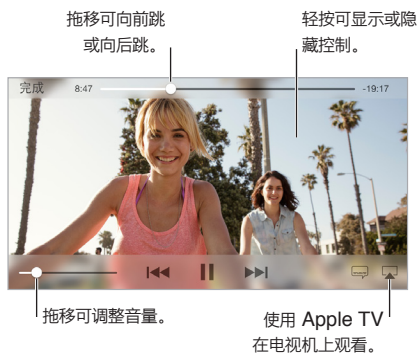 拖移可向前跳
或向后跳。
轻按可显示或隐
藏控制。
完成
8:47
-19:17
拖移可调整音量。
使用 Apple TV
在电视机上观看。